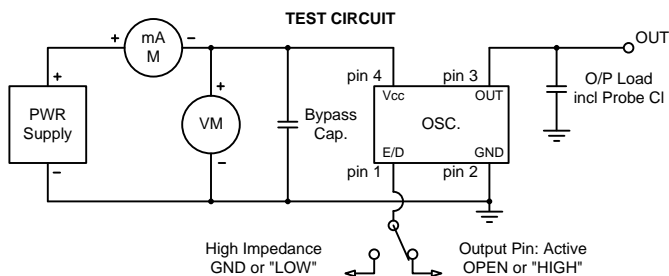 TEST CIRCUIT
mA
M
+
−
OUT
pin 4
pin 3
+
+
Vcc
OUT
PWR
Supply
VM
Bypass
Cap.
OSC.
O/P Load
incl Probe Cl
E/D
GND
−
−
pin 1
pin 2
High Impedance
GND or "LOW"
Output Pin: Active
OPEN or "HIGH"